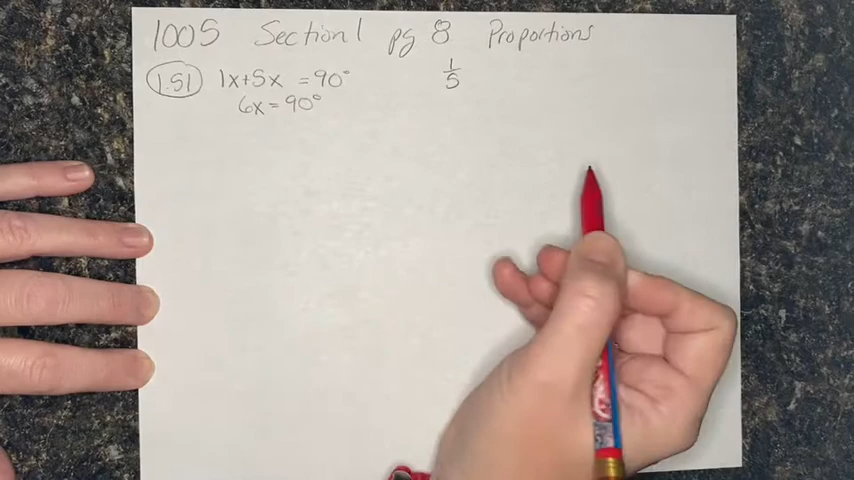 1005 Section 1 pg 8 Proportions
1.51 1x+5x = 90° 1/5
6x = 90°